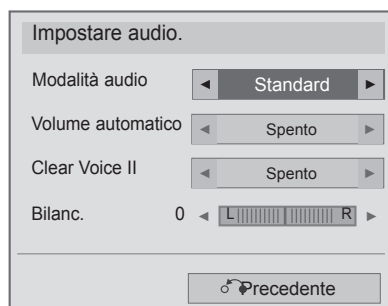 Impostare audio.
Modalità audio ◄ Standard ►
Volume automatico ◄ Spento ►
Clear Voice II ◄ Spento ►
Bilanc. 0 ◄ L R ►
Precedente